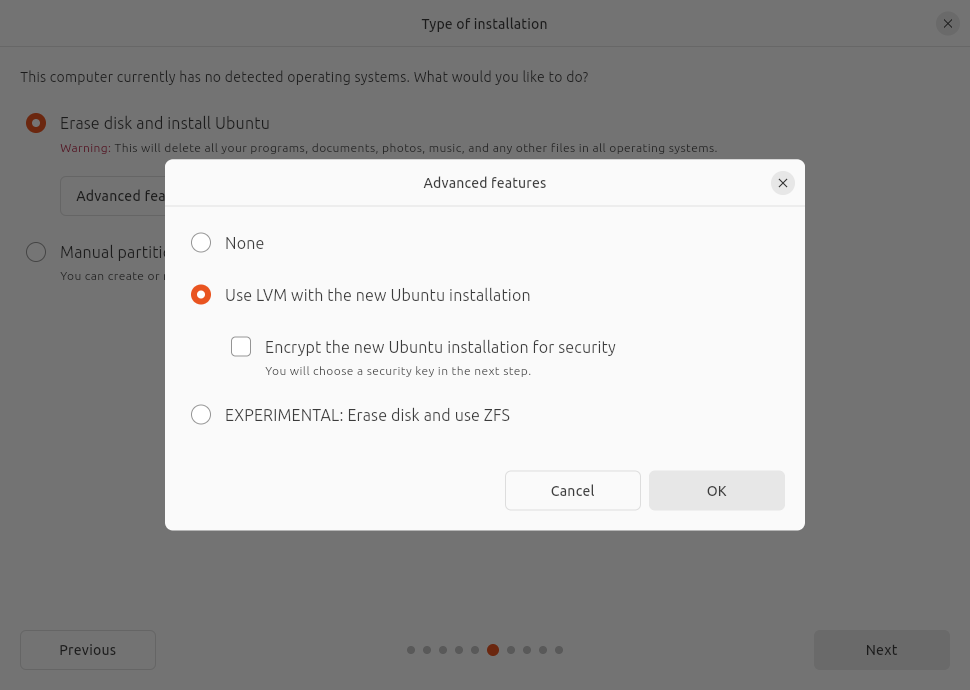 Type of installation
This computer currently has no detected operating systems. What would you like to do?
Erase disk and install Ubuntu
Warning: This will delete all your programs, documents, photos, music, and any other files in all operating systems.
Advanced fea
Manual partiti
You can create or
Advanced features
None
Use LVM with the new Ubuntu installation
Encrypt the new Ubuntu installation for security
You will choose a security key in the next step.
EXPERIMENTAL: Erase disk and use ZFS
Cancel
OK
Previous
Next